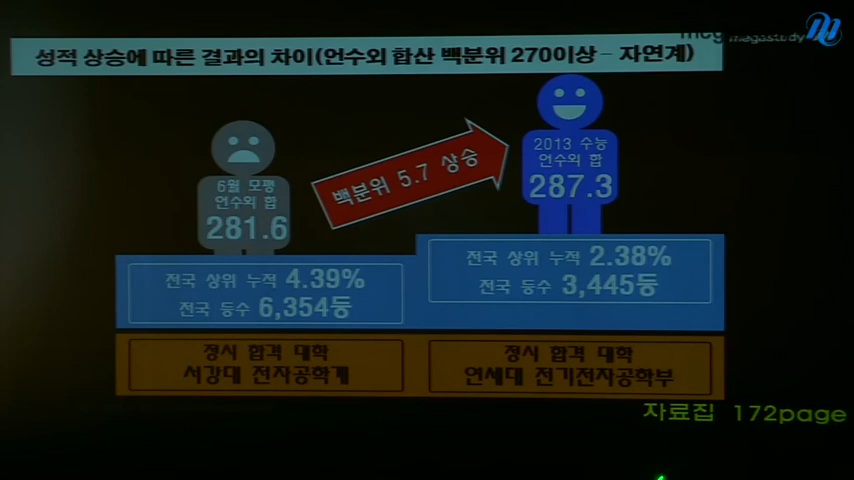 megastudy
성적 상승에 따른 결과의 차이(언수외 합산 백분위 270이상 – 자연계)
6월 모평
언수외 합
281.6
백분위 5.7 상승
2013 수능
언수외 합
287.3
전국 상위 누적 4.39%
전국 등수 6,354등
전국 상위 누적 2.38%
전국 등수 3,445등
정시 합격 대학
서강대 전자공학계
정시 합격 대학
연세대 전기전자공학부
자료집 172page